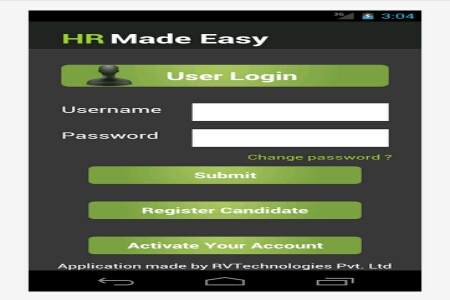 3G 3:04
HR Made Easy
User Login
Username
Password
Change password ?
Submit
Register Candidate
Activate Your Account
Application made by RVTechnologies Pvt. Ltd